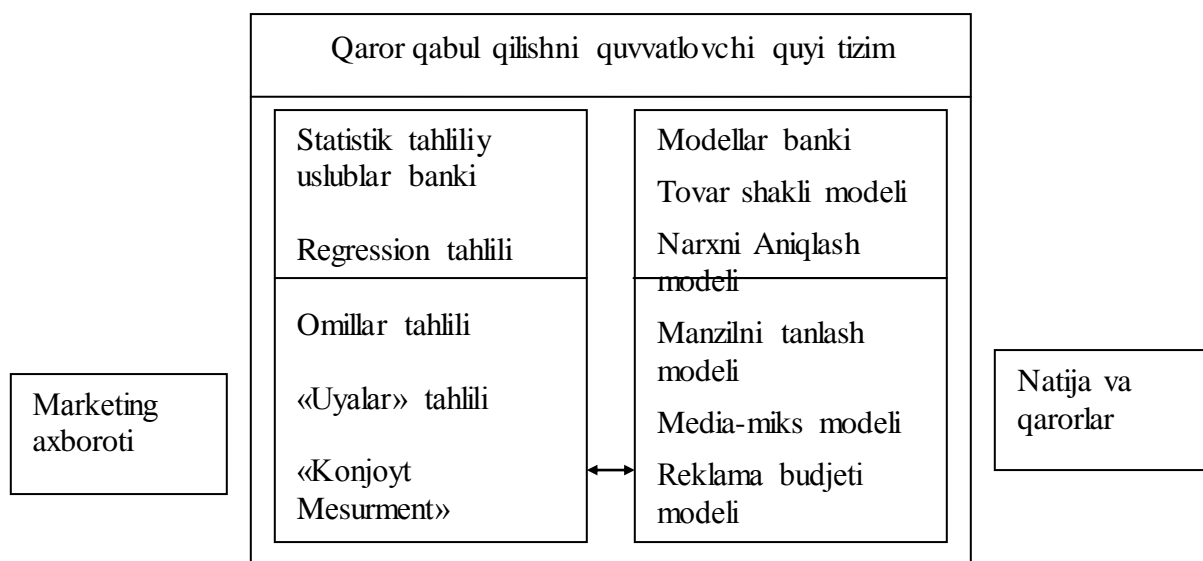 Qaror qabul qilishni quvvatlovchi quyi tizim
Statistik tahliliy
uslublar banki
Regression tahlili
Omillar tahlili
«Uyalar» tahlili
«Konjoyt
Mesurment»
Modellar banki
Tovar shakli modeli
Narxni Aniqlash
modeli
Manzilni tanlash
modeli
Media-miks modeli
Reklama budjeti
modeli
Marketing
axboroti
Natija va
qarorlar